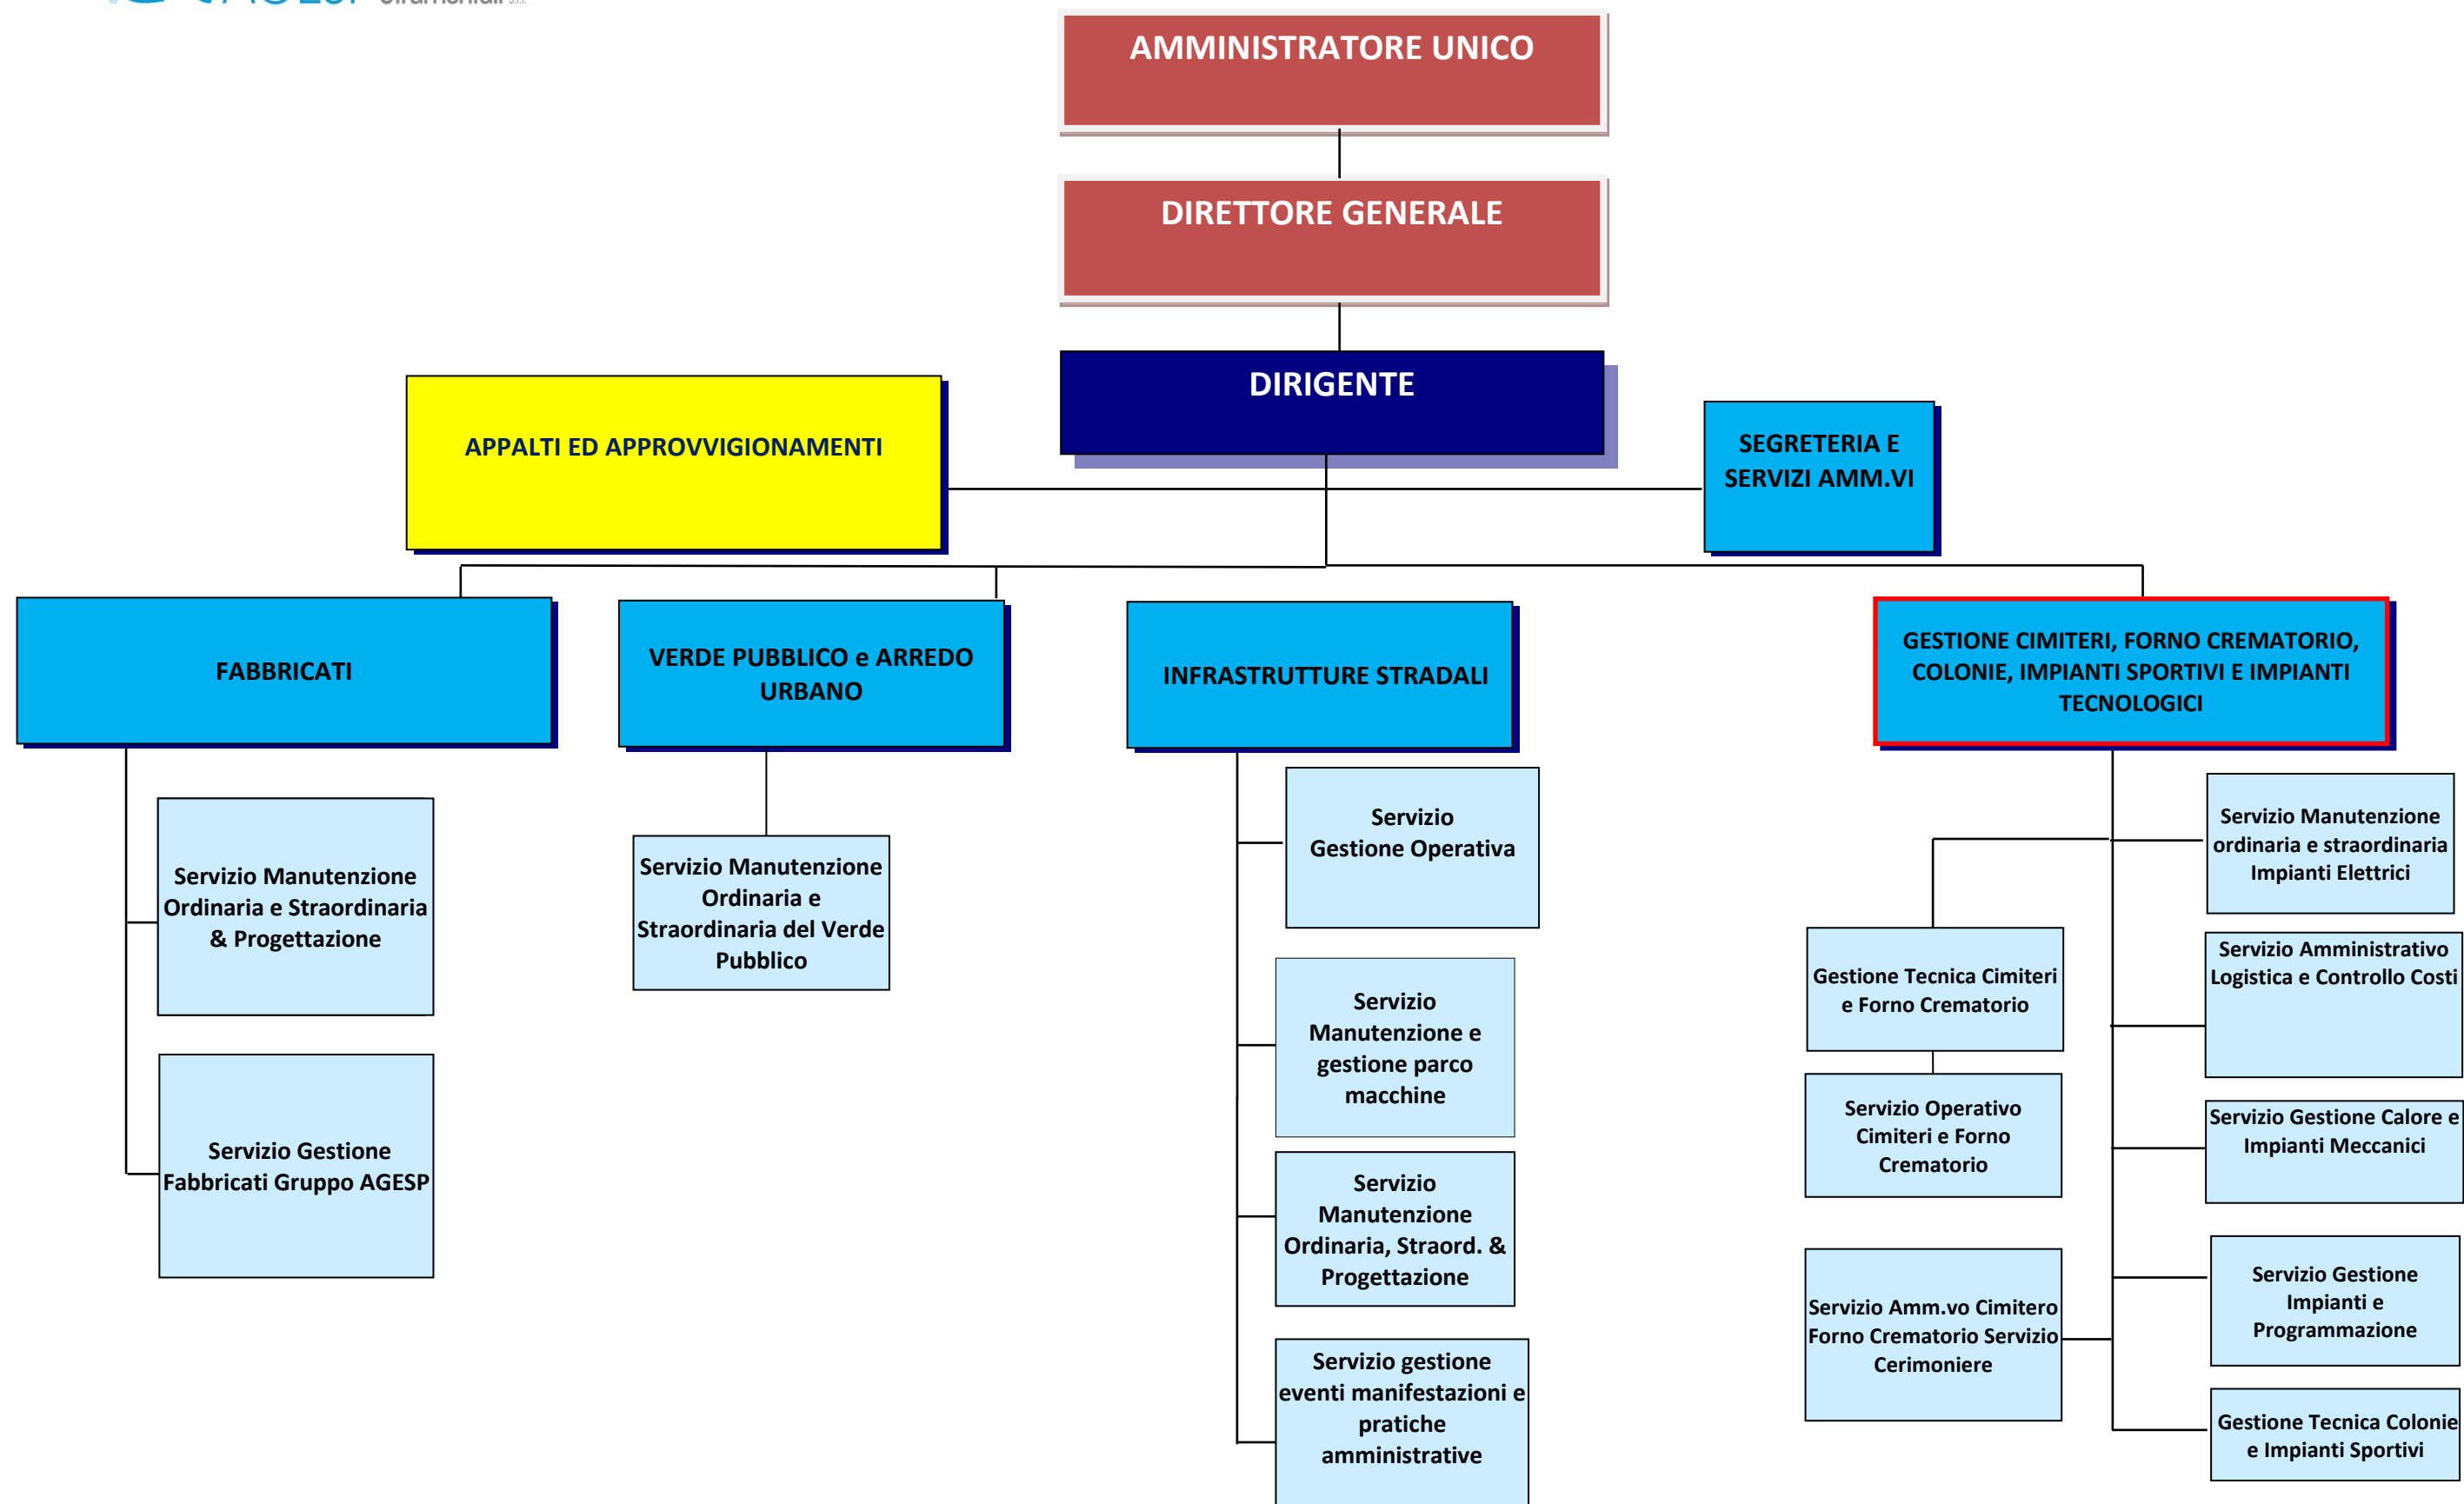 AMMINISTRATORE UNICO
DIRETTORE GENERALE
DIRIGENTE
APPALTI ED APPROVVIGIONAMENTI
SEGRETERIA E
SERVIZI AMM.VI
FABBRICATI
VERDE PUBBLICO e ARREDO
URBANO
INFRASTRUTTURE STRADALI
GESTIONE CIMITERI, FORNO CREMATORIO,
COLONIE, IMPIANTI SPORTIVI E IMPIANTI
TECNOLOGICI
Servizio Manutenzione
Ordinaria e Straordinaria
& Progettazione
Servizio Gestione
Fabbricati Gruppo AGESP
Servizio Manutenzione
Ordinaria e
Straordinaria del Verde
Pubblico
Servizio
Gestione Operativa
Servizio
Manutenzione e
gestione parco
macchine
Servizio
Manutenzione
Ordinaria, Straord. &
Progettazione
Servizio gestione
eventi manifestazioni e
pratiche
amministrative
Gestione Tecnica Cimiteri
e Forno Crematorio
Servizio Operativo
Cimiteri e Forno
Crematorio
Servizio Amm.vo Cimitero
Forno Crematorio Servizio
Cerimoniere
Servizio Manutenzione
ordinaria e straordinaria
Impianti Elettrici
Servizio Amministrativo
Logistica e Controllo Costi
Servizio Gestione Calore e
Impianti Meccanici
Servizio Gestione
Impianti e
Programmazione
Gestione Tecnica Colonie
e Impianti Sportivi